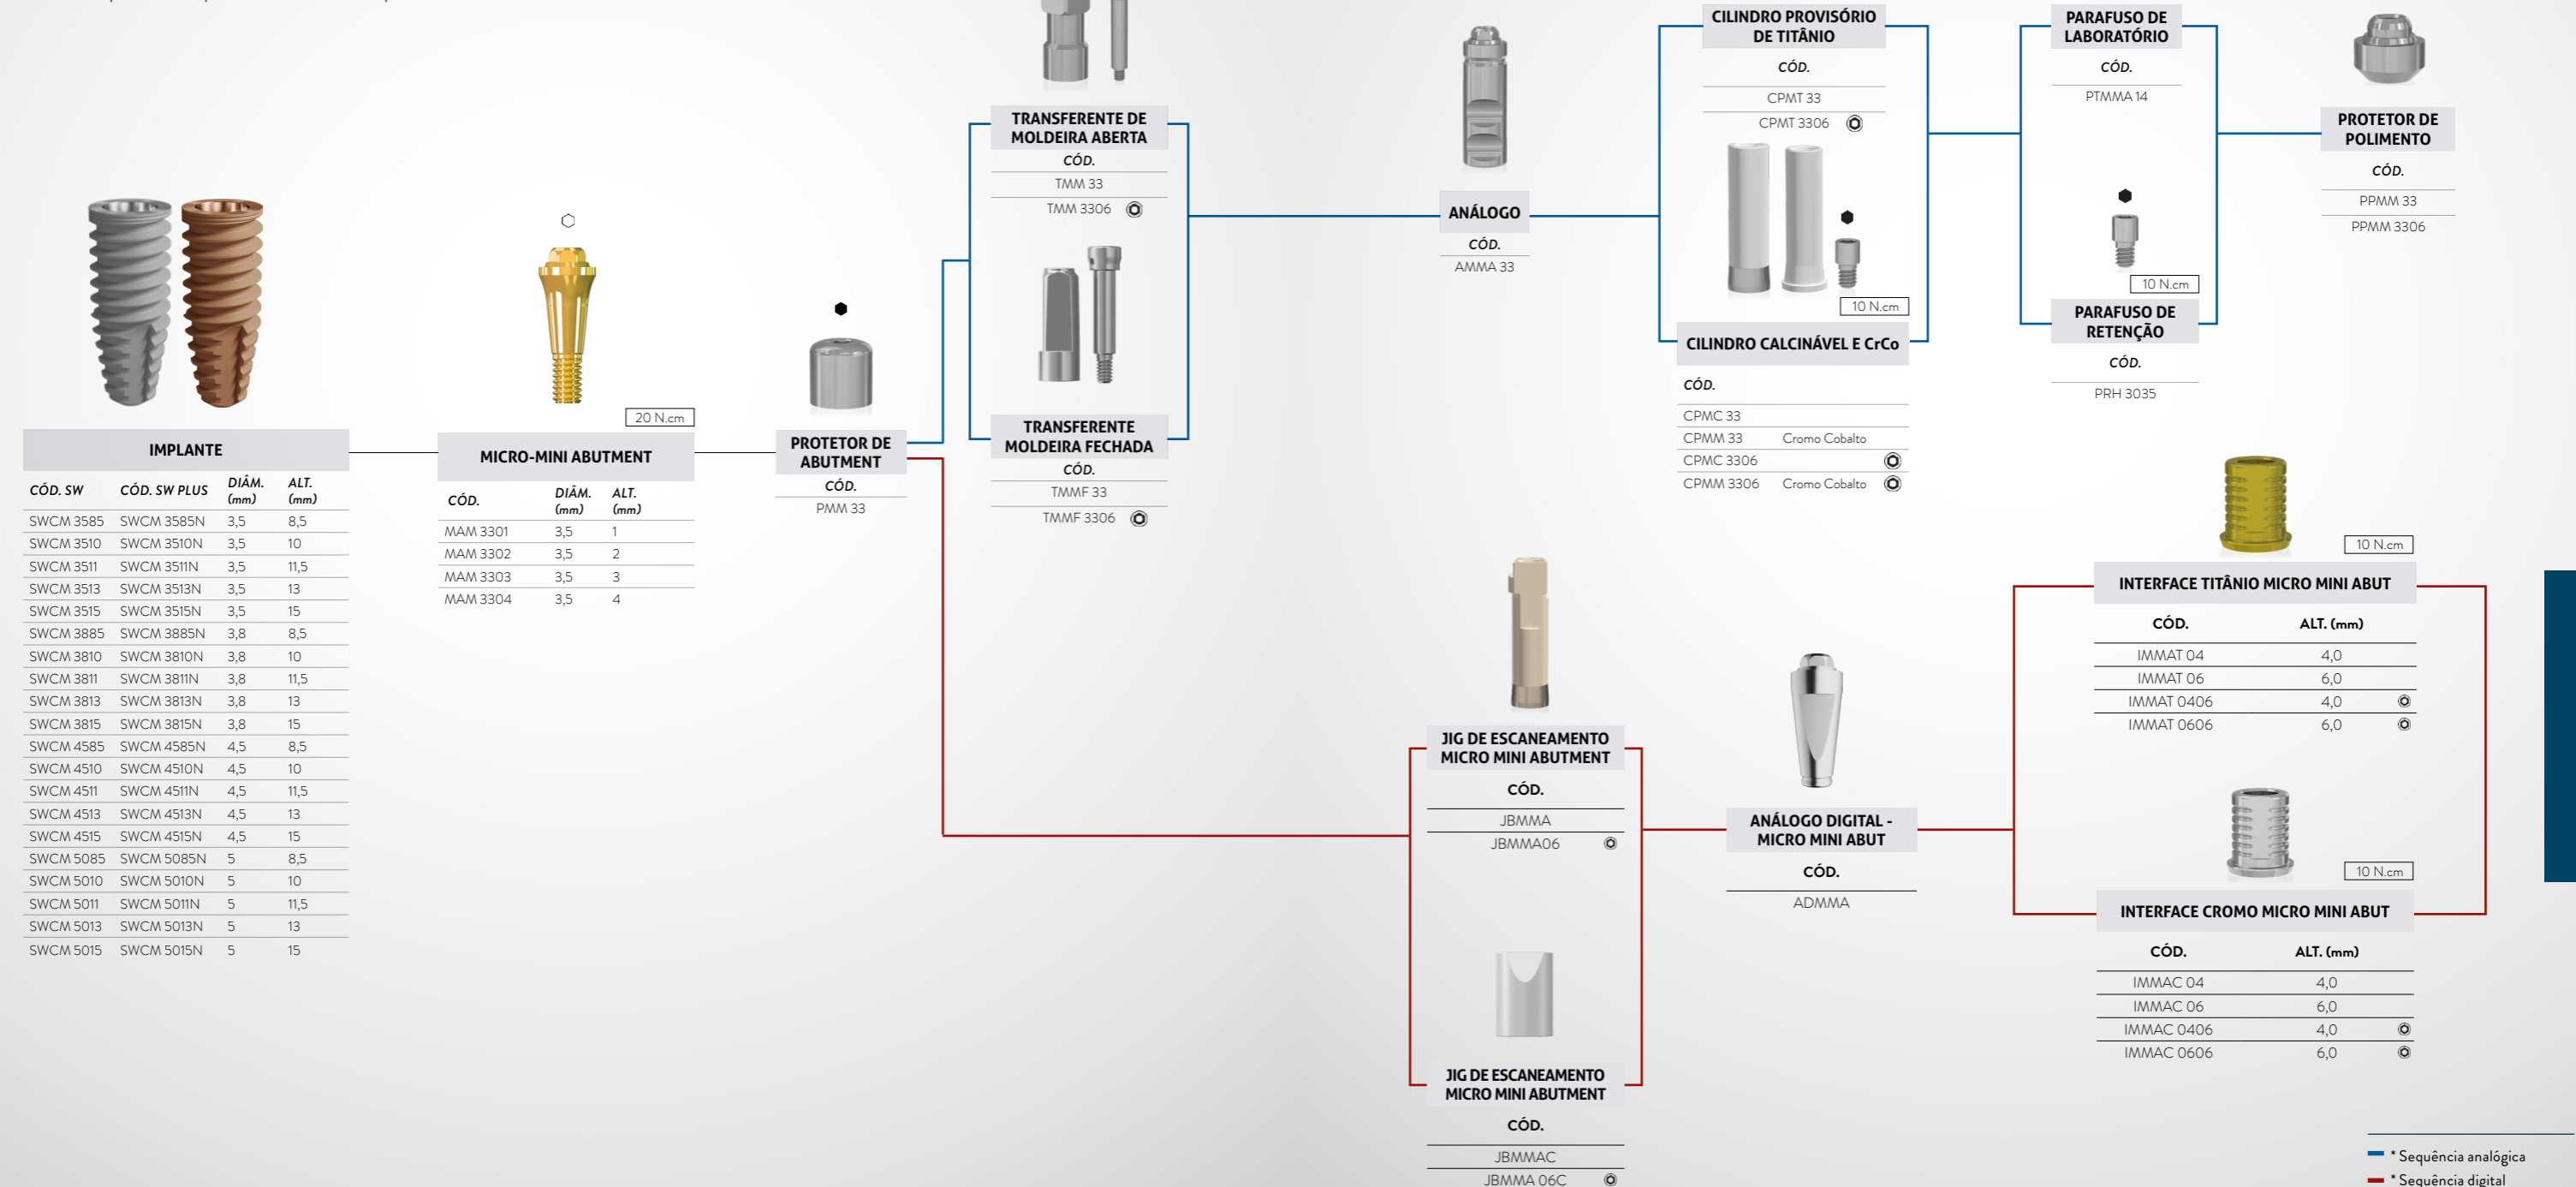 IMPLANTE
CÓD. SW CÓD. SW PLUS DIÂM. (mm) ALT. (mm)
SWCM 3585 SWCM 3585N 3,5 8,5
SWCM 3510 SWCM 3510N 3,5 10
SWCM 3511 SWCM 3511N 3,5 11,5
SWCM 3513 SWCM 3513N 3,5 13
SWCM 3515 SWCM 3515N 3,5 15
SWCM 3885 SWCM 3885N 3,8 8,5
SWCM 3810 SWCM 3810N 3,8 10
SWCM 3811 SWCM 3811N 3,8 11,5
SWCM 3813 SWCM 3813N 3,8 13
SWCM 3815 SWCM 3815N 3,8 15
SWCM 4585 SWCM 4585N 4,5 8,5
SWCM 4510 SWCM 4510N 4,5 10
SWCM 4511 SWCM 4511N 4,5 11,5
SWCM 4513 SWCM 4513N 4,5 13
SWCM 4515 SWCM 4515N 4,5 15
SWCM 5085 SWCM 5085N 5 8,5
SWCM 5010 SWCM 5010N 5 10
SWCM 5011 SWCM 5011N 5 11,5
SWCM 5013 SWCM 5013N 5 13
SWCM 5015 SWCM 5015N 5 15
20 N.cm
MICRO-MINI ABUTMENT
CÓD. DIÂM. (mm) ALT. (mm)
MAM 3301 3,5 1
MAM 3302 3,5 2
MAM 3303 3,5 3
MAM 3304 3,5 4
PROTETOR DE
ABUTMENT
CÓD.
PMM 33
TRANSFERENTE DE
MOLDEIRA ABERTA
CÓD.
TMM 33
TMM 3306
TRANSFERENTE
MOLDEIRA FECHADA
CÓD.
TMMF 33
TMMF 3306
ANÁLOGO
CÓD.
AMMA 33
CILINDRO PROVISÓRIO
DE TITÂNIO
CÓD.
CPMT 33
CPMT 3306
10 N.cm
CILINDRO CALCINÁVEL E CrCo
CÓD.
CPMC 33
CPMM 33 Cromo Cobalto
CPMC 3306
CPMM 3306 Cromo Cobalto
PARAFUSO DE
LABORATÓRIO
CÓD.
PTMMA 14
10 N.cm
PARAFUSO DE
RETENÇÃO
CÓD.
PRH 3035
PROTETOR DE
POLIMENTO
CÓD.
PPMM 33
PPMM 3306
JIG DE ESCANEAMENTO
MICRO MINI ABUTMENT
CÓD.
JBMMA
JBMMA06
JIG DE ESCANEAMENTO
MICRO MINI ABUTMENT
CÓD.
JBMMAC
JBMMA 06C
ANÁLOGO DIGITAL -
MICRO MINI ABUT
CÓD.
ADMMA
10 N.cm
INTERFACE TITÂNIO MICRO MINI ABUT
CÓD. ALT. (mm)
IMMAT 04 4,0
IMMAT 06 6,0
IMMAT 0406 4,0
IMMAT 0606 6,0
10 N.cm
INTERFACE CROMO MICRO MINI ABUT
CÓD. ALT. (mm)
IMMAC 04 4,0
IMMAC 06 6,0
IMMAC 0406 4,0
IMMAC 0606 6,0
* Sequência analógica
* Sequência digital